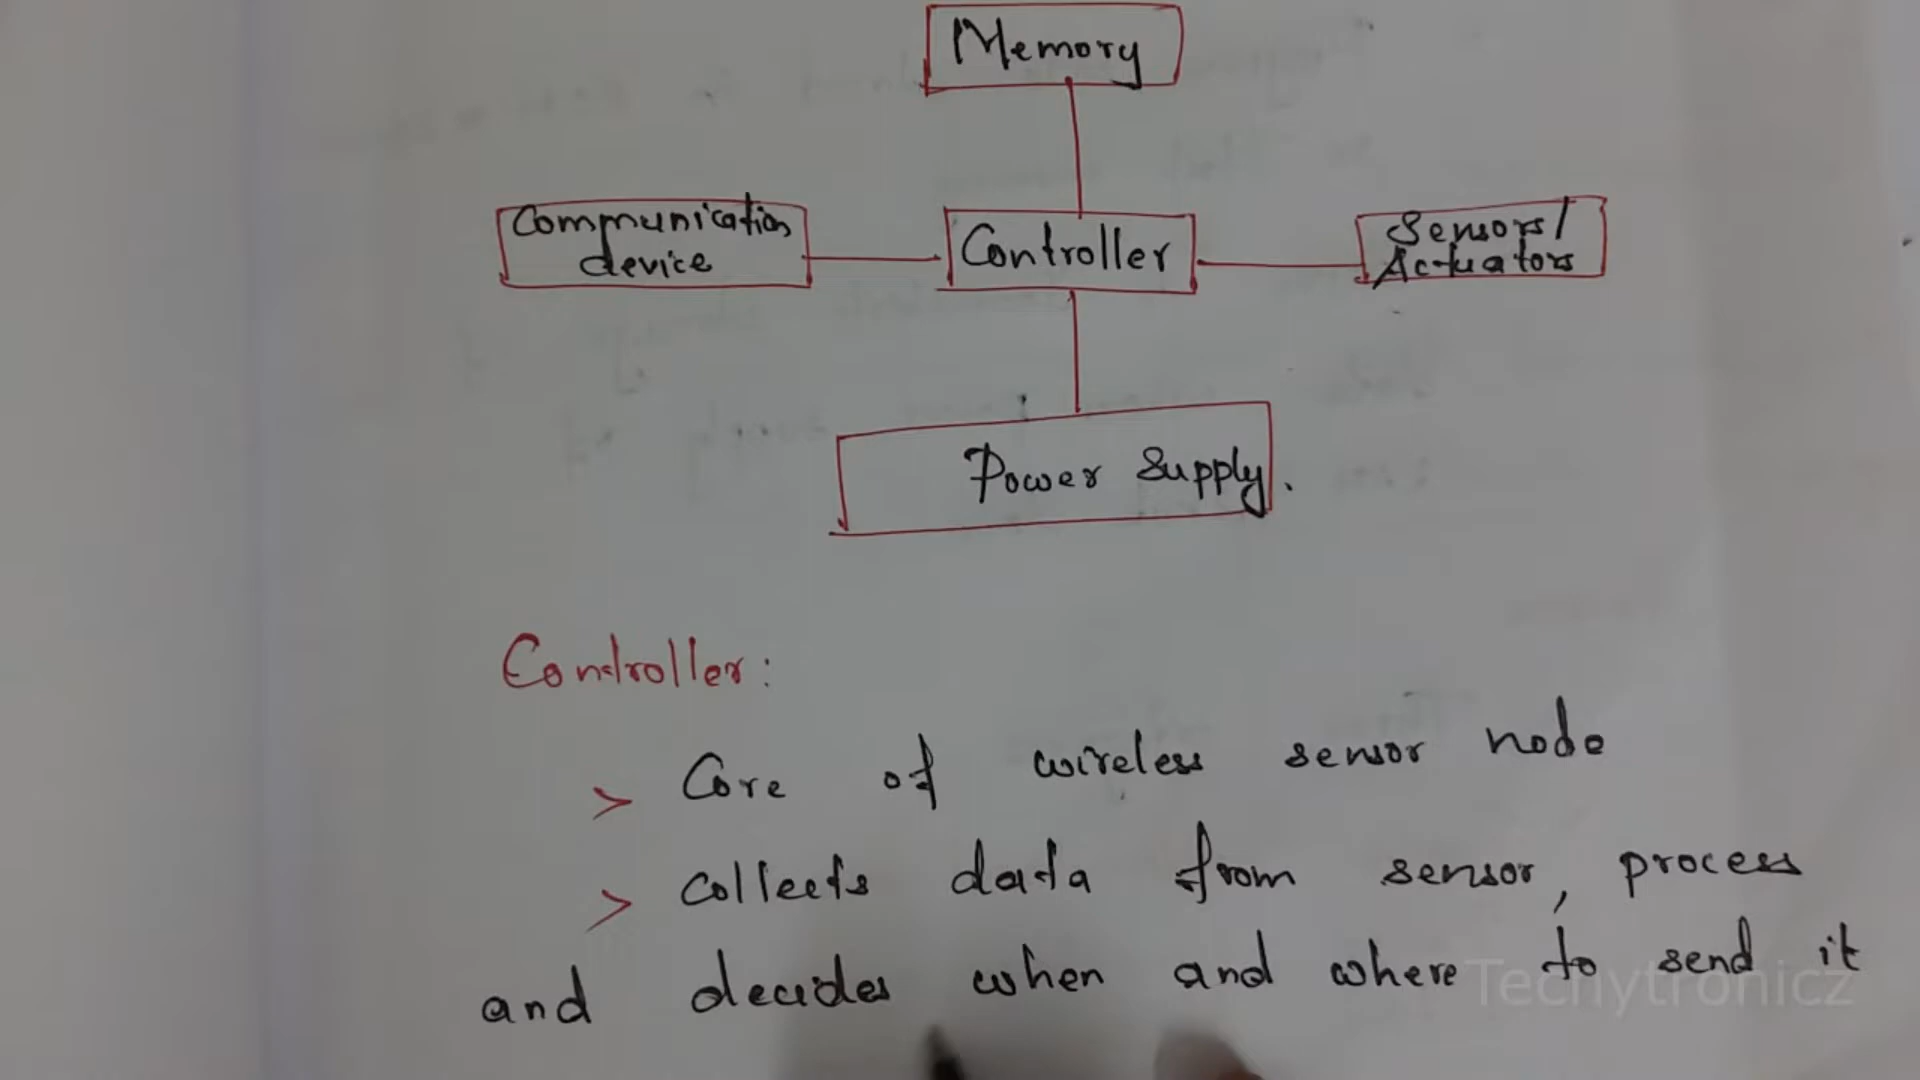 Memory
Communication
device
Controller
Sensors/
Actuators
Power Supply.
Controller:
> Core of wireless sensor node
> Collects data from sensor, process
and decides when and where to send it
Techytronicz